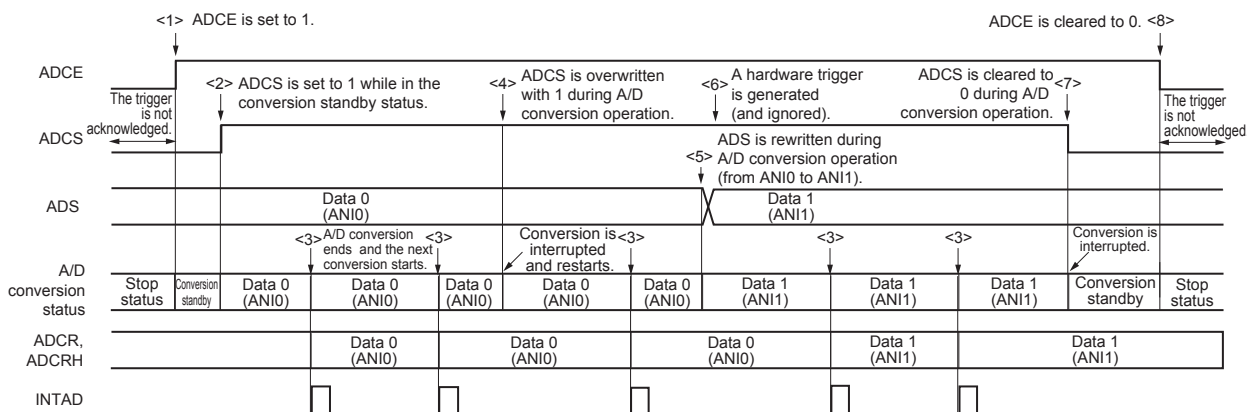 <1> ADCE is set to 1.
ADCE is cleared to 0. <8>
ADCE
The trigger
is not
acknowledged.
<2> ADCS is set to 1 while in the
conversion standby status.
<4> ADCS is overwritten
with 1 during A/D
conversion operation.
<6> A hardware trigger
is generated
(and ignored).
ADCS is cleared to
0 during A/D
conversion operation.
<7>
The trigger
is not
acknowledged
ADCS
<5> ADS is rewritten during
A/D conversion operation
(from ANI0 to ANI1).
ADS
Data 0
(ANI0)
Data 1
(ANI1)
<3> A/D conversion
ends and the next
conversion starts.
<3>
Conversion is
interrupted
and restarts.
<3>
<3>
<3>
Conversion is
interrupted.
A/D
conversion
status
Stop
status
Conversion
standby
Data 0
(ANI0)
Data 0
(ANI0)
Data 0
(ANI0)
Data 0
(ANI0)
Data 0
(ANI0)
Data 1
(ANI1)
Data 1
(ANI1)
Data 1
(ANI1)
Conversion
standby
Stop
status
ADCR,
ADCRH
Data 0
(ANI0)
Data 0
(ANI0)
Data 0
(ANI0)
Data 1
(ANI1)
Data 1
(ANI1)
INTAD